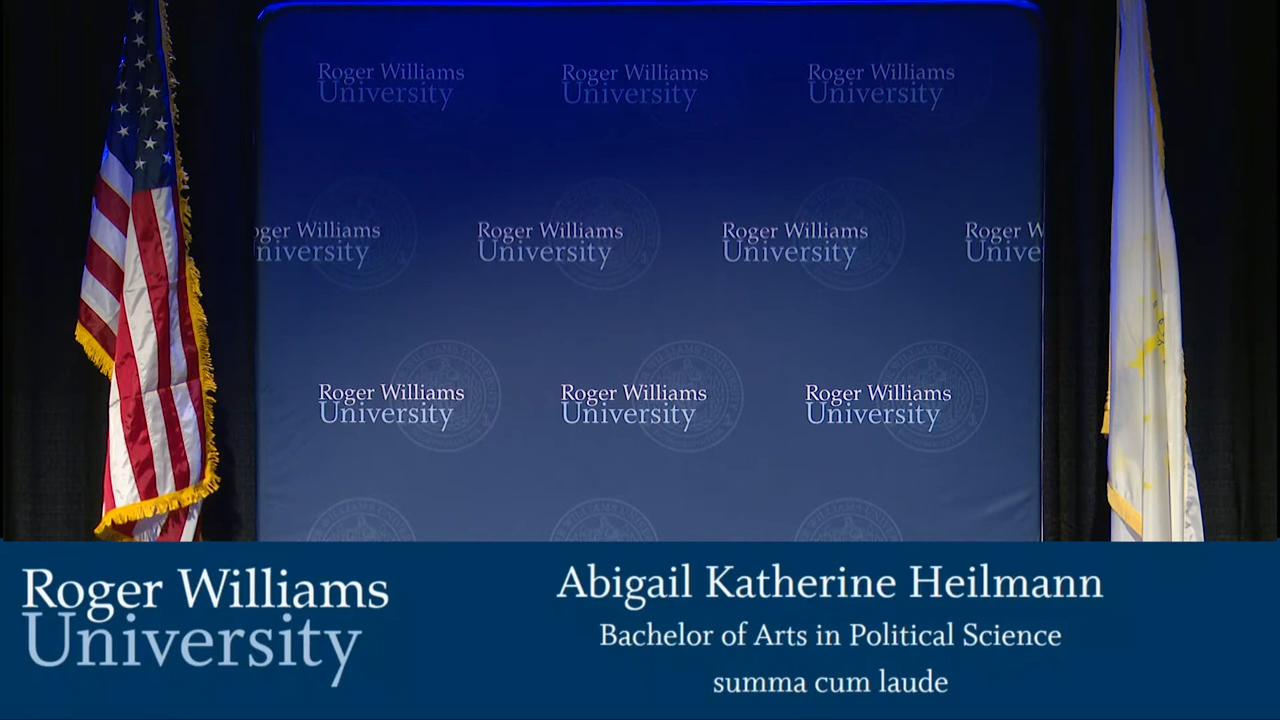 Roger Williams
University
Roger Williams
University
Roger Williams
University
oger Williams
niversity
Roger Williams
University
Roger Williams
University
Roger W
Unive
Roger Williams
University
Roger Williams
University
Roger Williams
University
Roger Williams
University
Abigail Katherine Heilmann
Bachelor of Arts in Political Science
summa cum laude